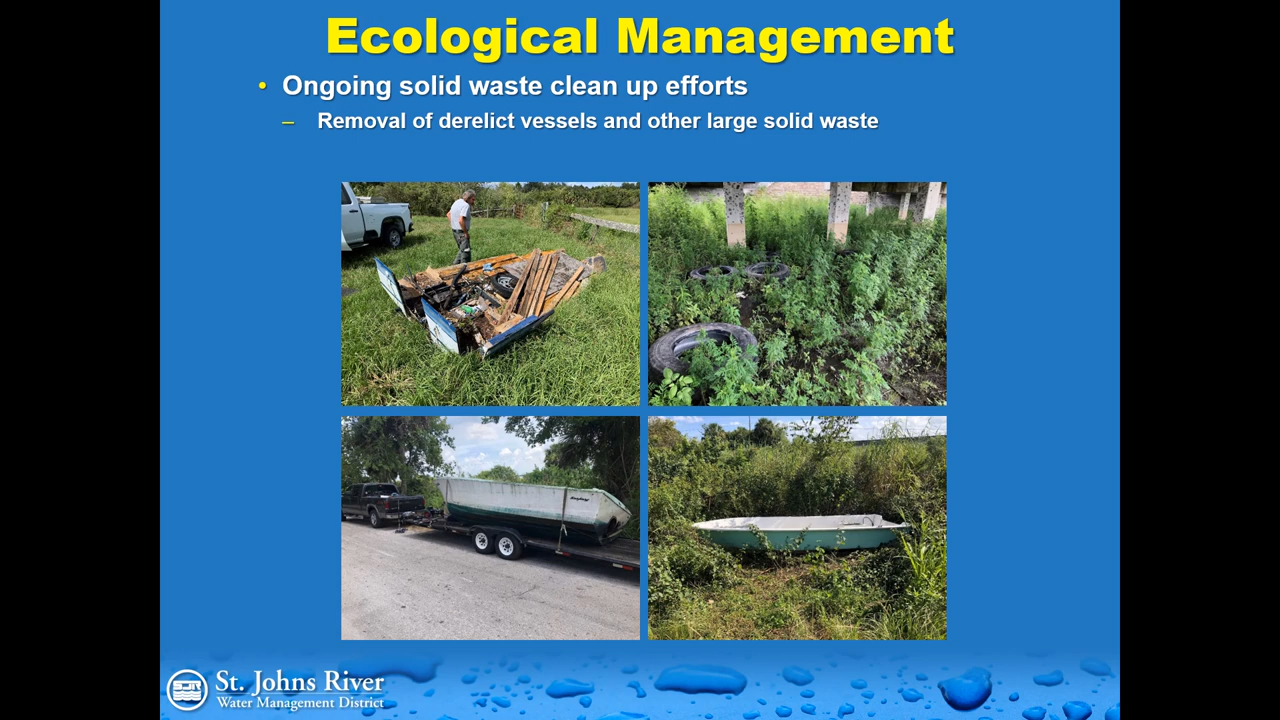 Ecological Management
• Ongoing solid waste clean up efforts
– Removal of derelict vessels and other large solid waste
St. Johns River
Water Management District